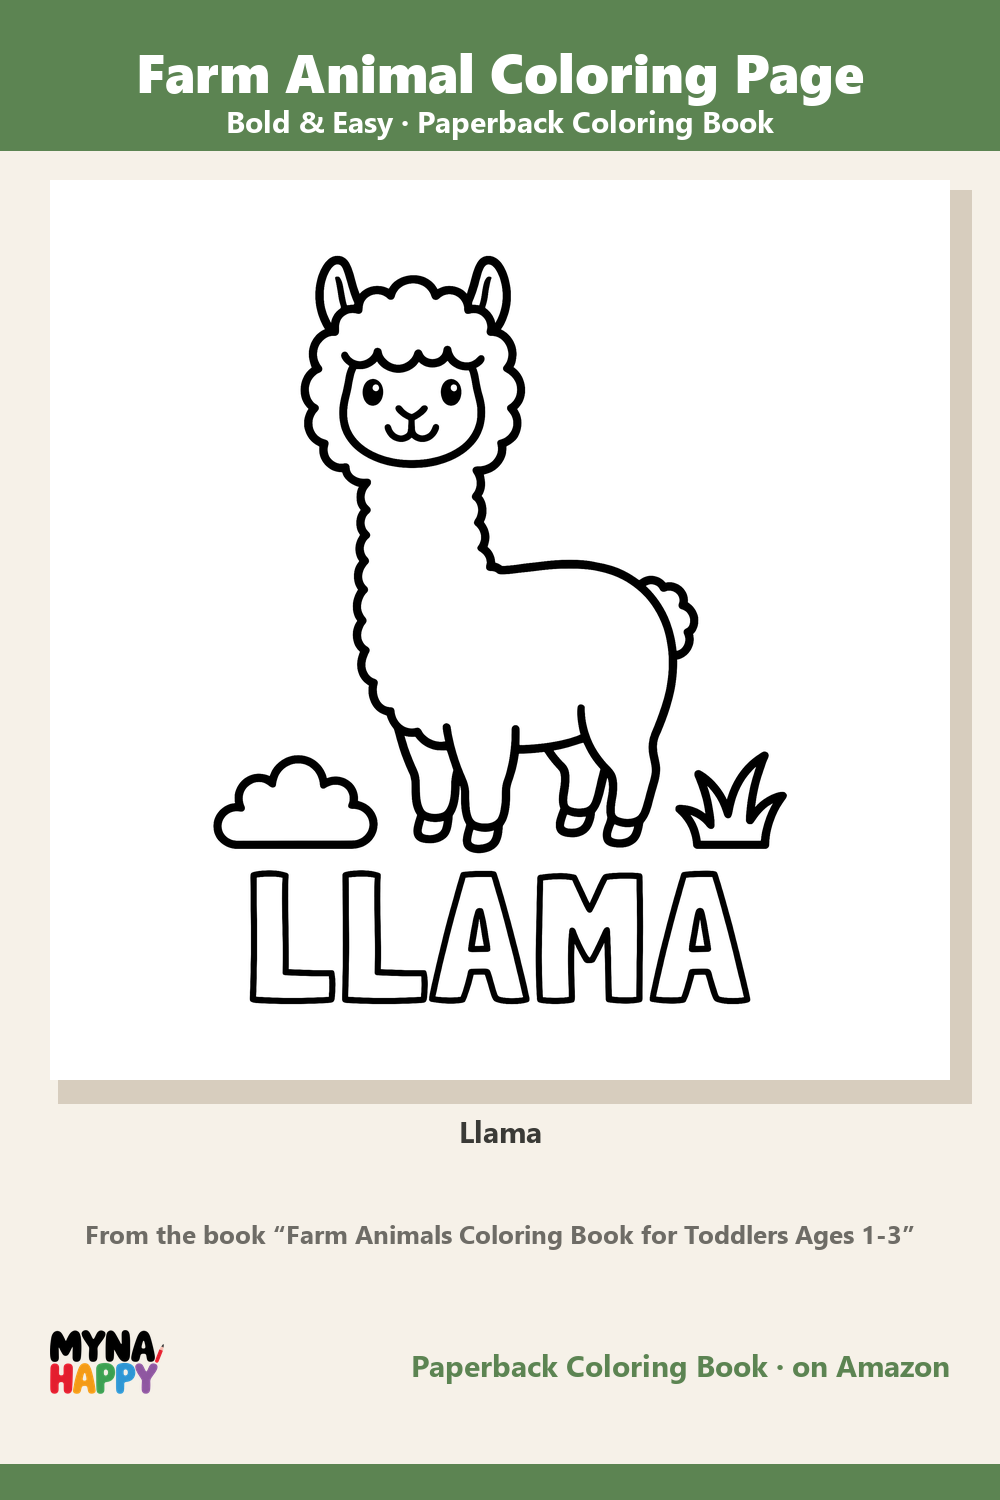 Farm Animal Coloring Page
Bold & Easy · Paperback Coloring Book
LLAMA
Llama
From the book “Farm Animals Coloring Book for Toddlers Ages 1-3”
MYNA
HAPPY
Paperback Coloring Book · on Amazon